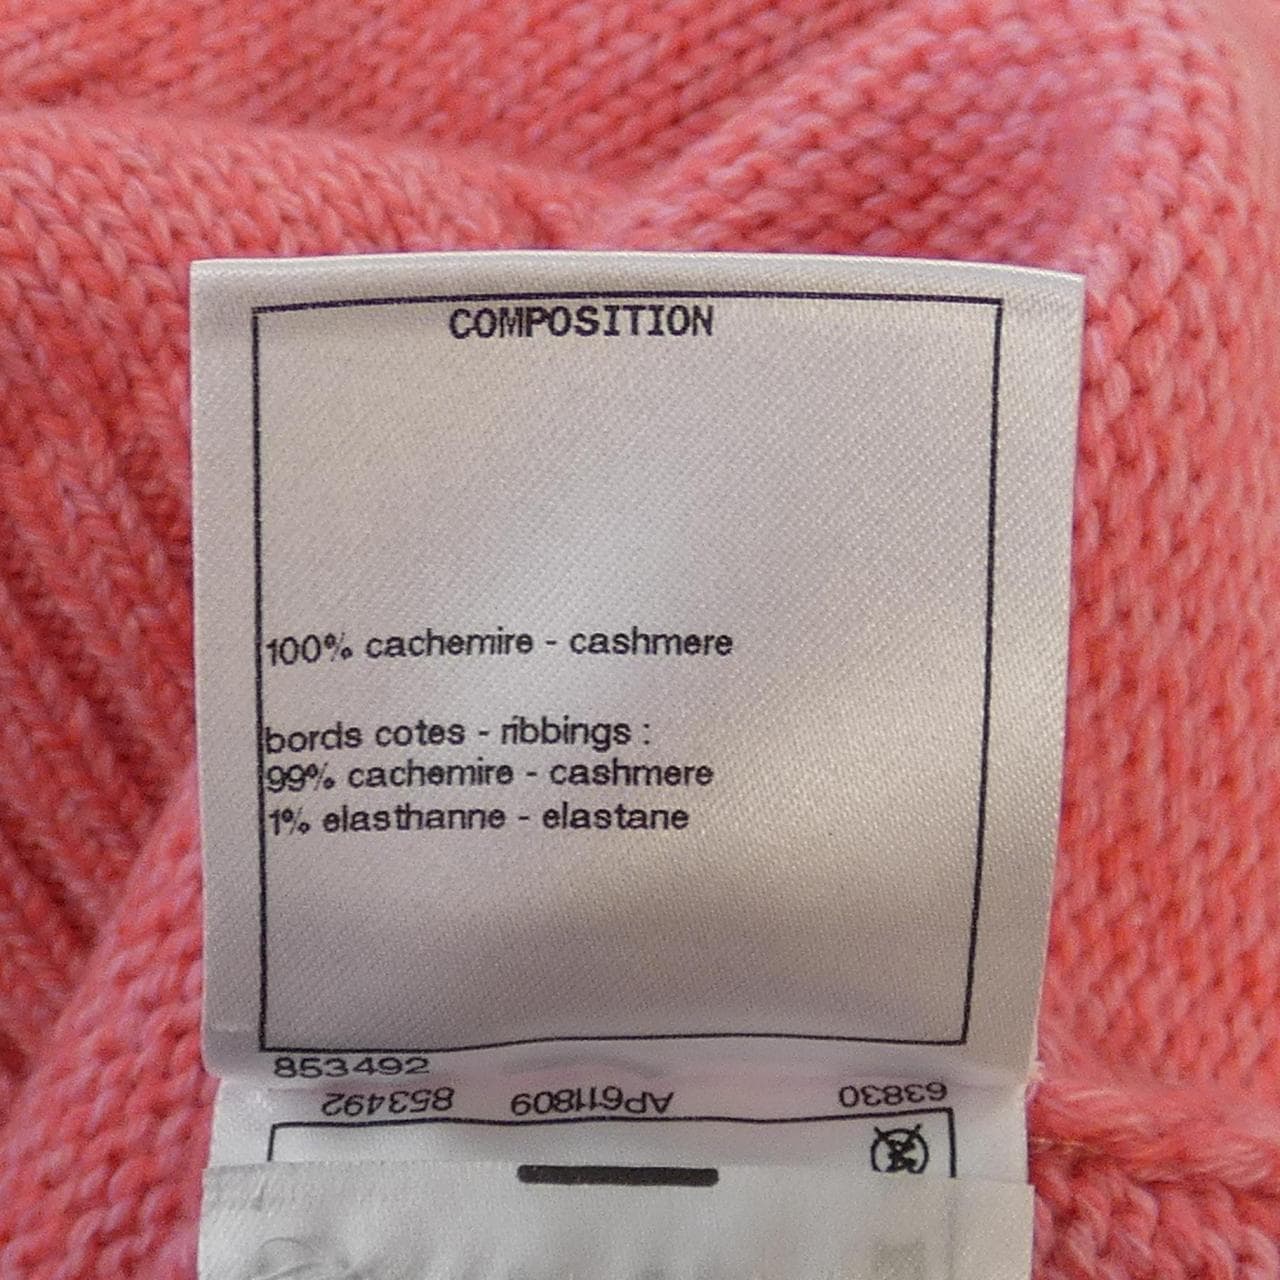 COMPOSITION
100% cachemire - cashmere
bords cotes - ribbings :
99% cachemire - cashmere
1% elasthanne - elastane
853492
63830 AP611809 853492